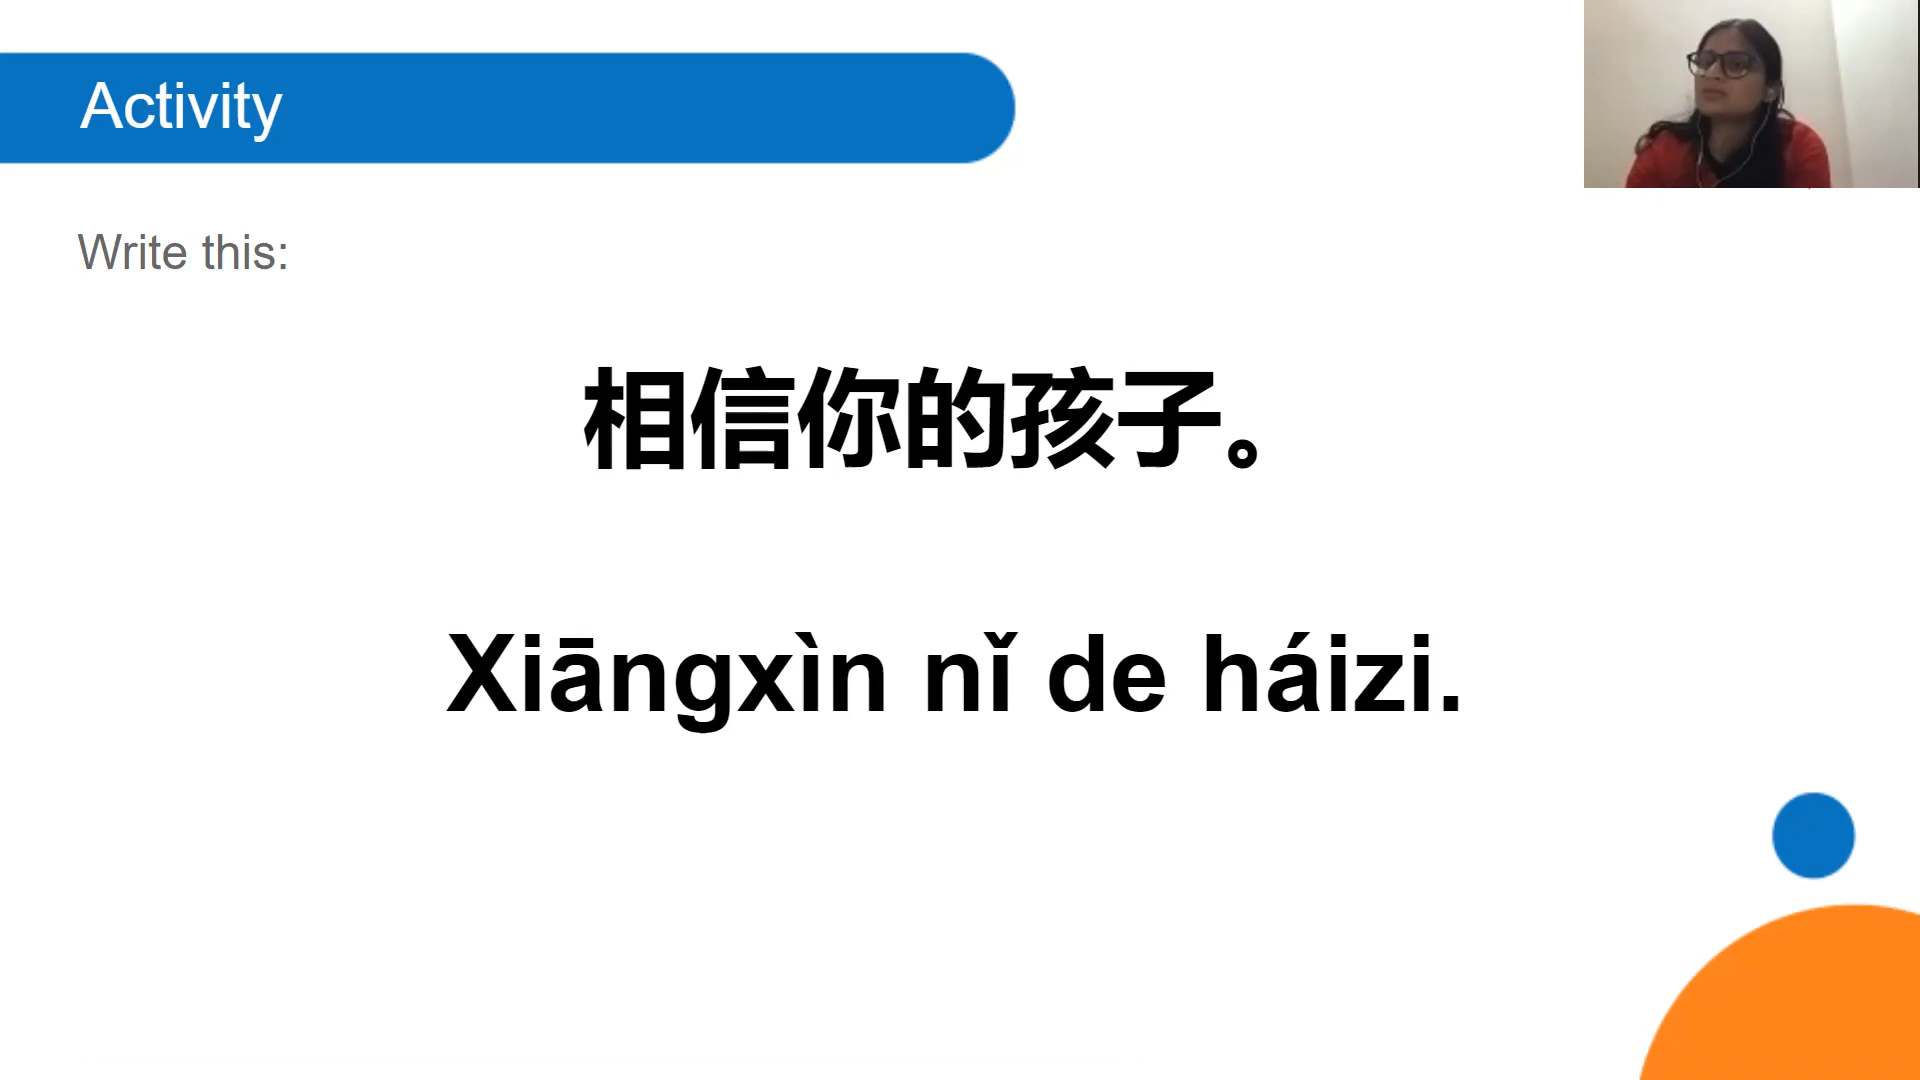 Activity
Write this:
相信你的孩子。
Xiāngxìn nǐ de háizi.